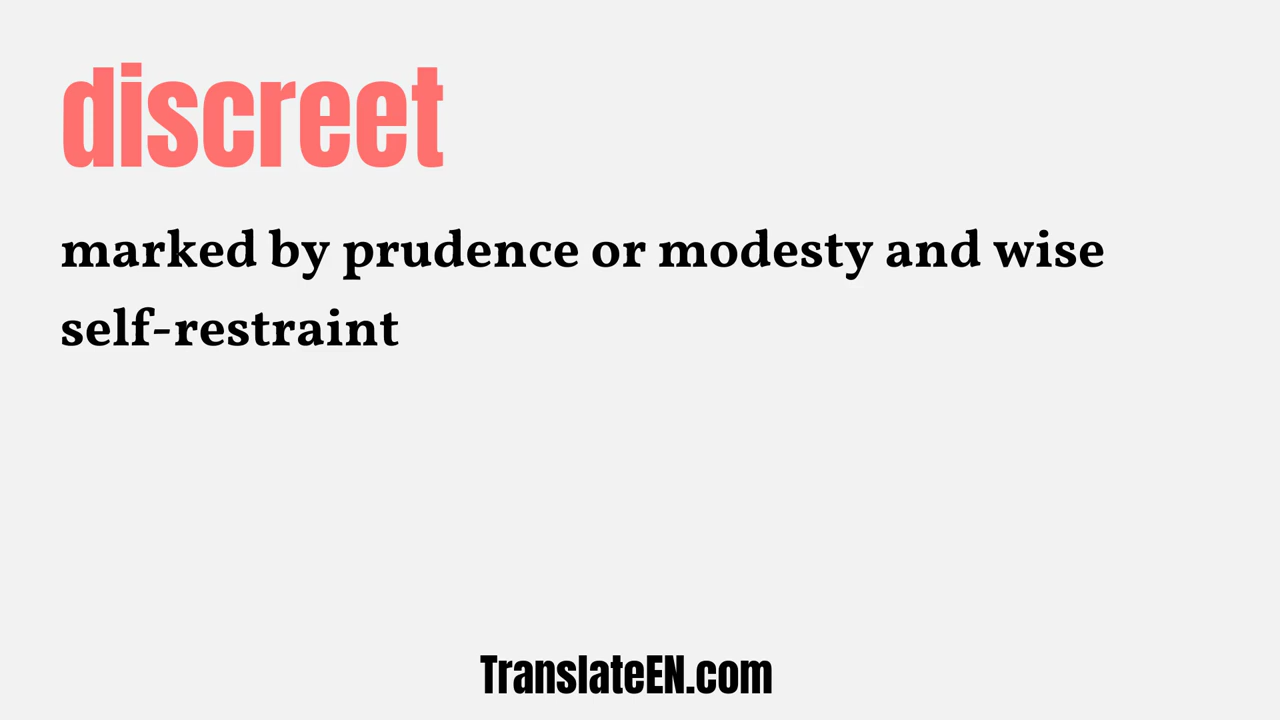 discreet
marked by prudence or modesty and wise
self-restraint
TranslateEN.com